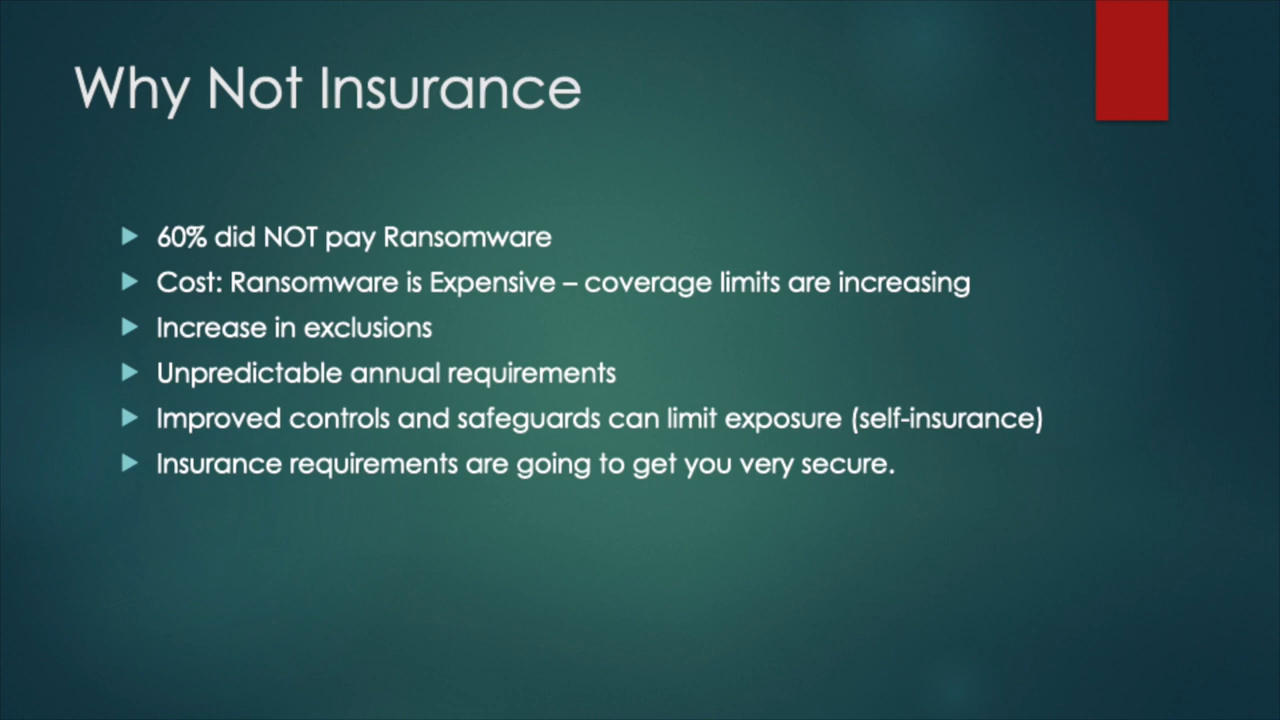 Why Not Insurance
60% did NOT pay Ransomware
Cost: Ransomware is Expensive – coverage limits are increasing
Increase in exclusions
Unpredictable annual requirements
Improved controls and safeguards can limit exposure (self-insurance)
Insurance requirements are going to get you very secure.